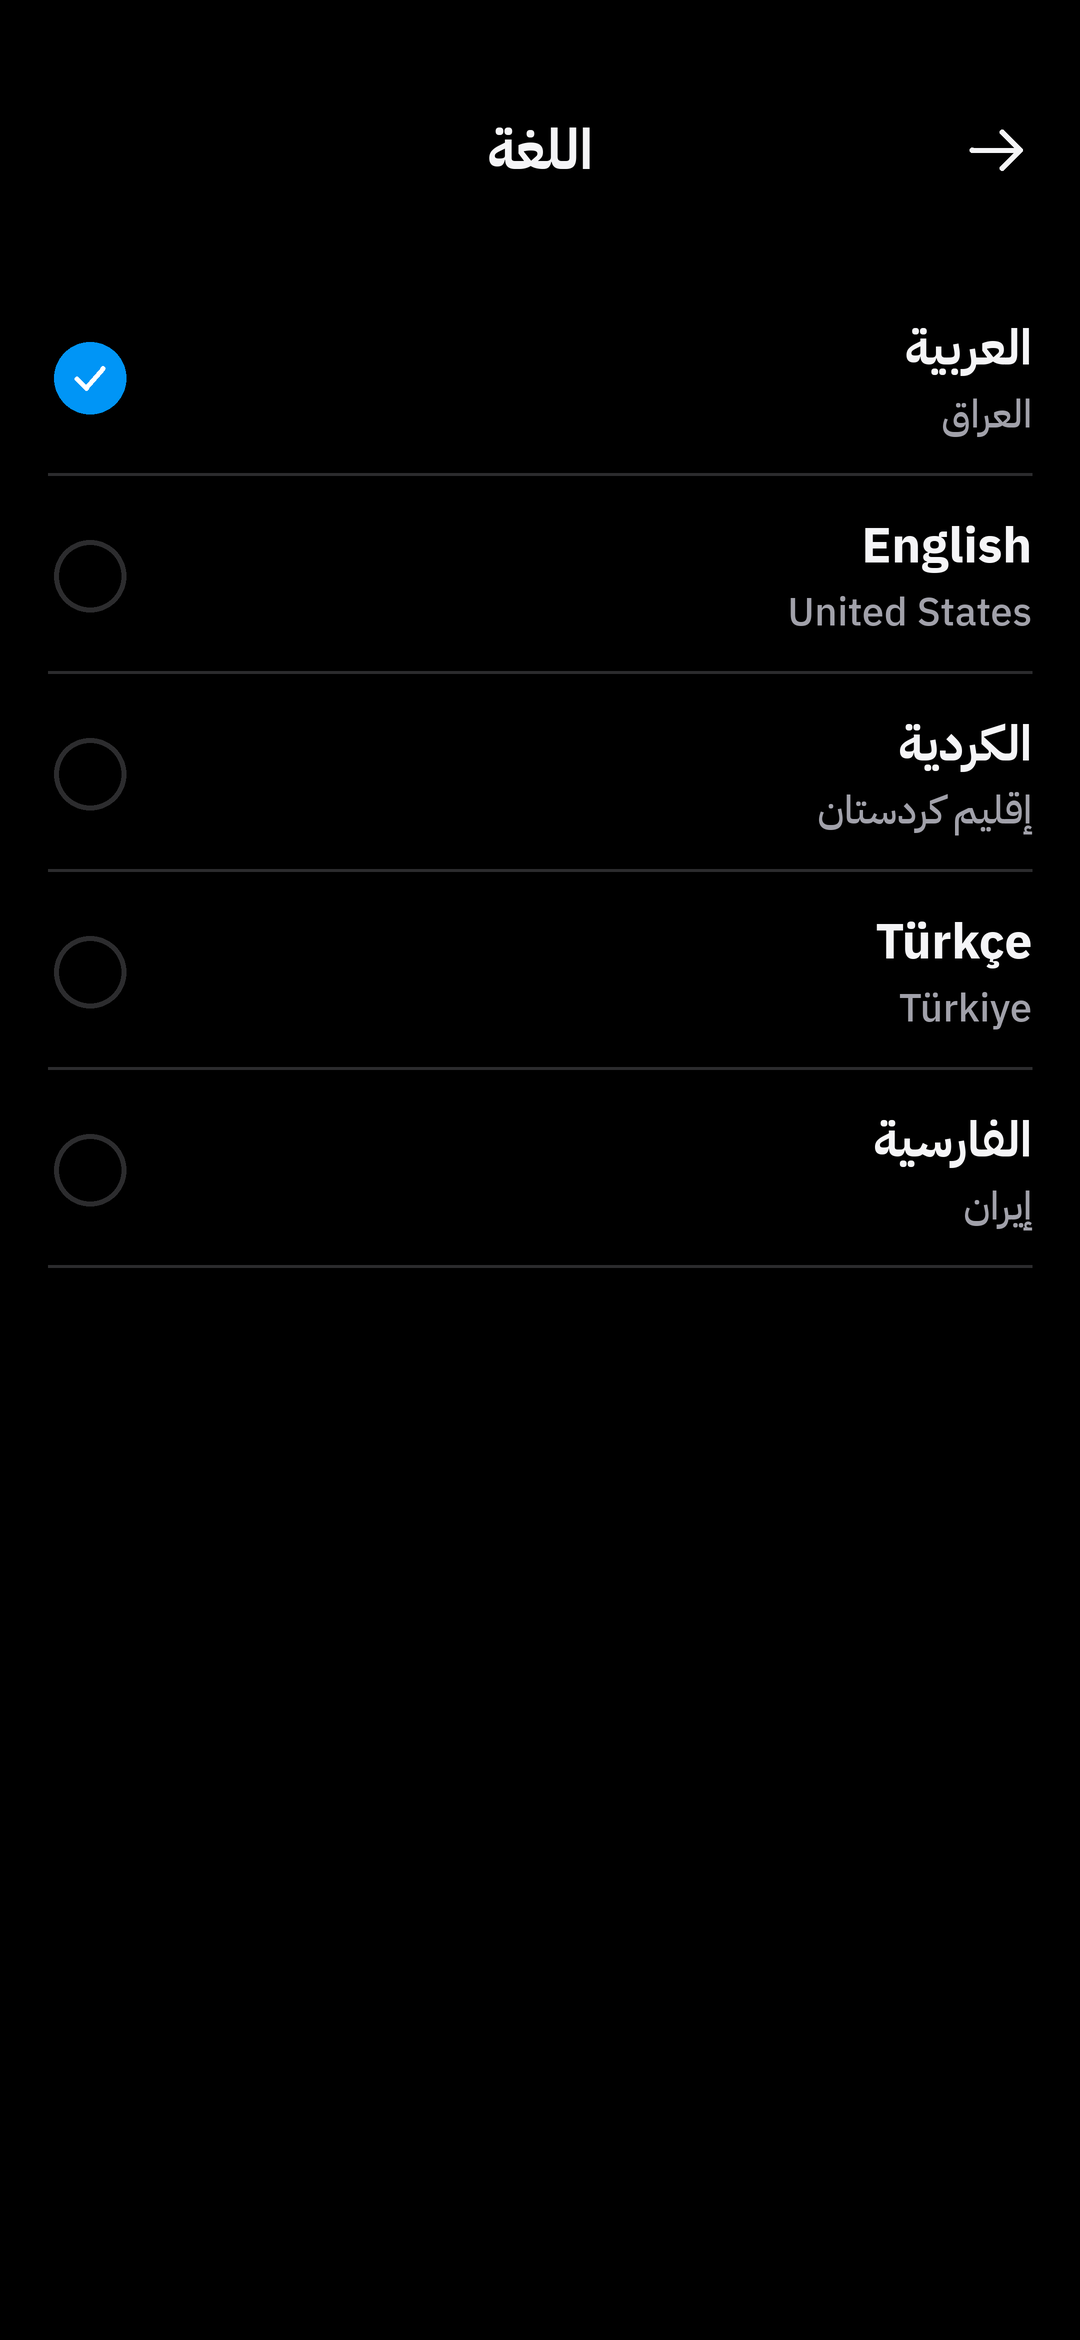 اللغة
العربية
العراق
English
United States
الكردية
إقليم كردستان
Türkçe
Türkiye
الفارسية
إيران